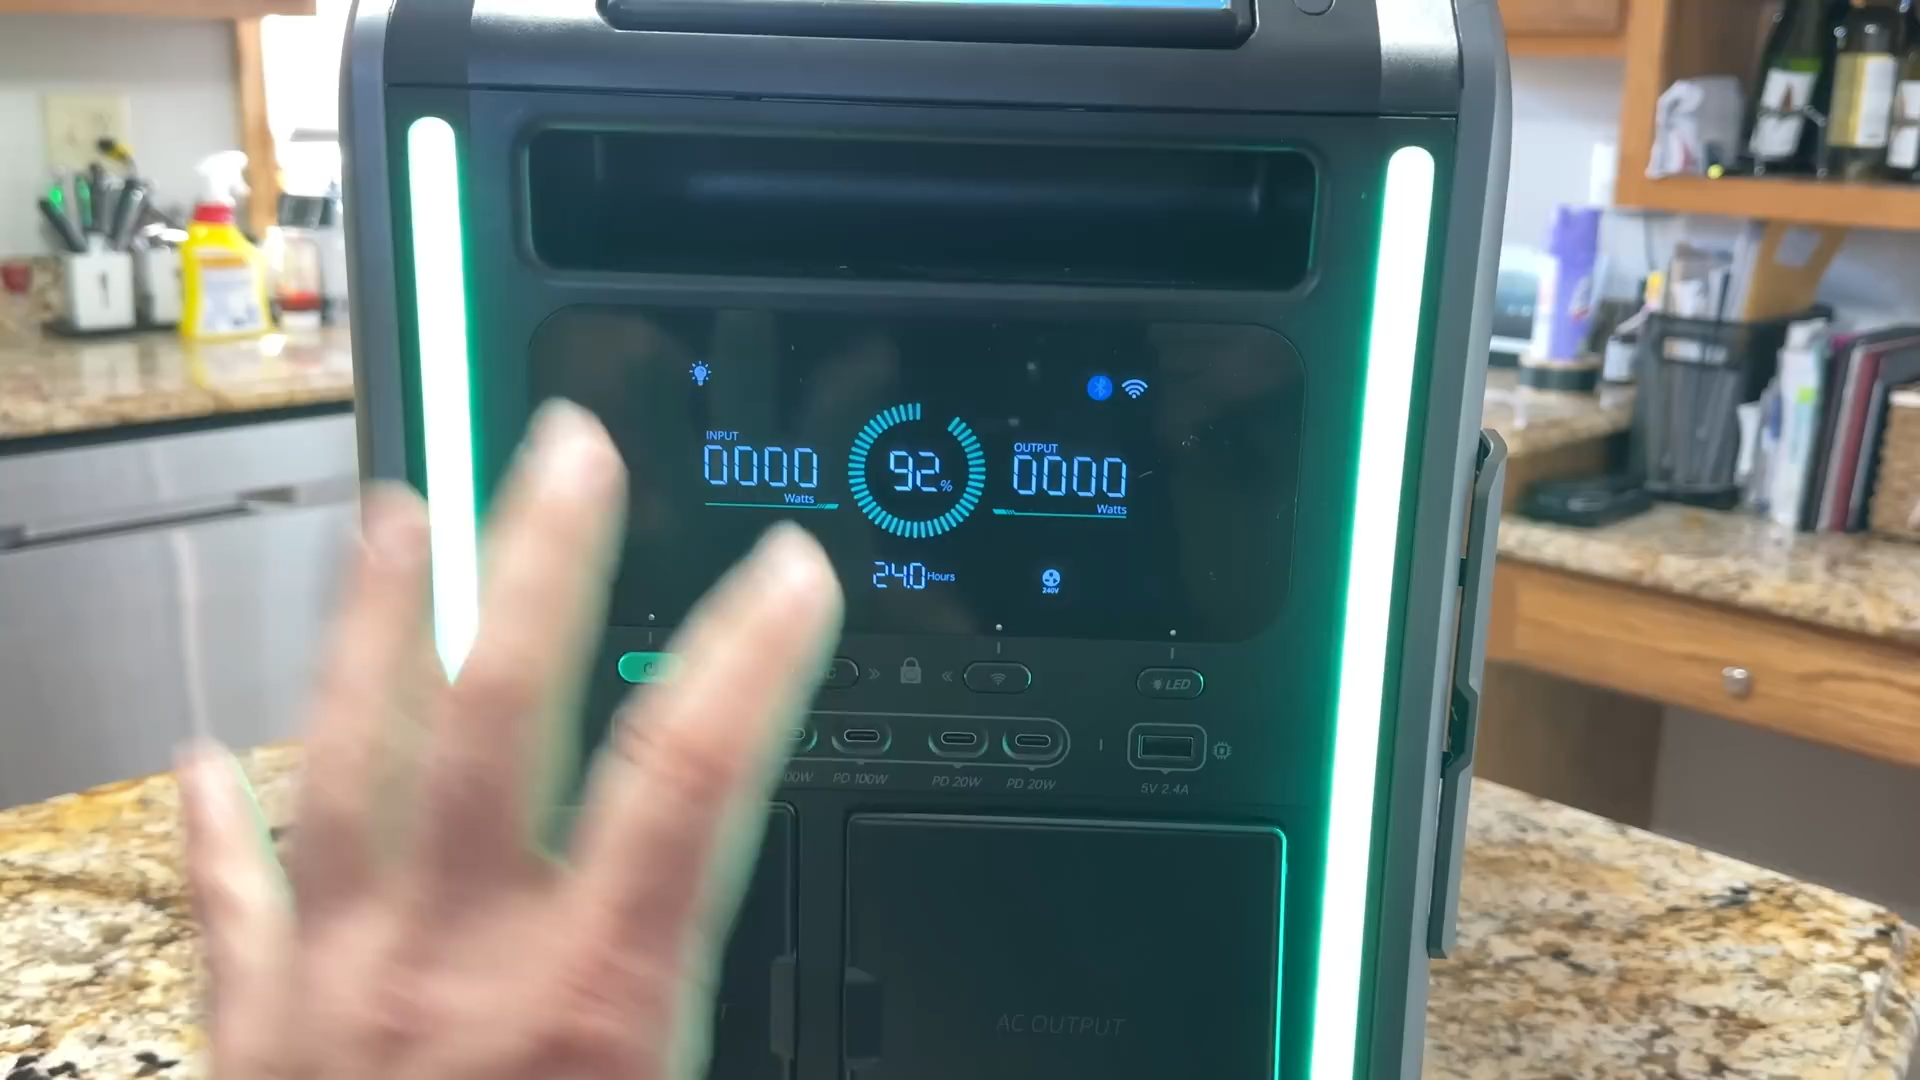 INPUT
0000
Watts
92%
OUTPUT
0000
Watts
24.0 Hours
240V
LED
PD 100W
PD 20W
PD 20W
5V 2.4A
AC OUTPUT